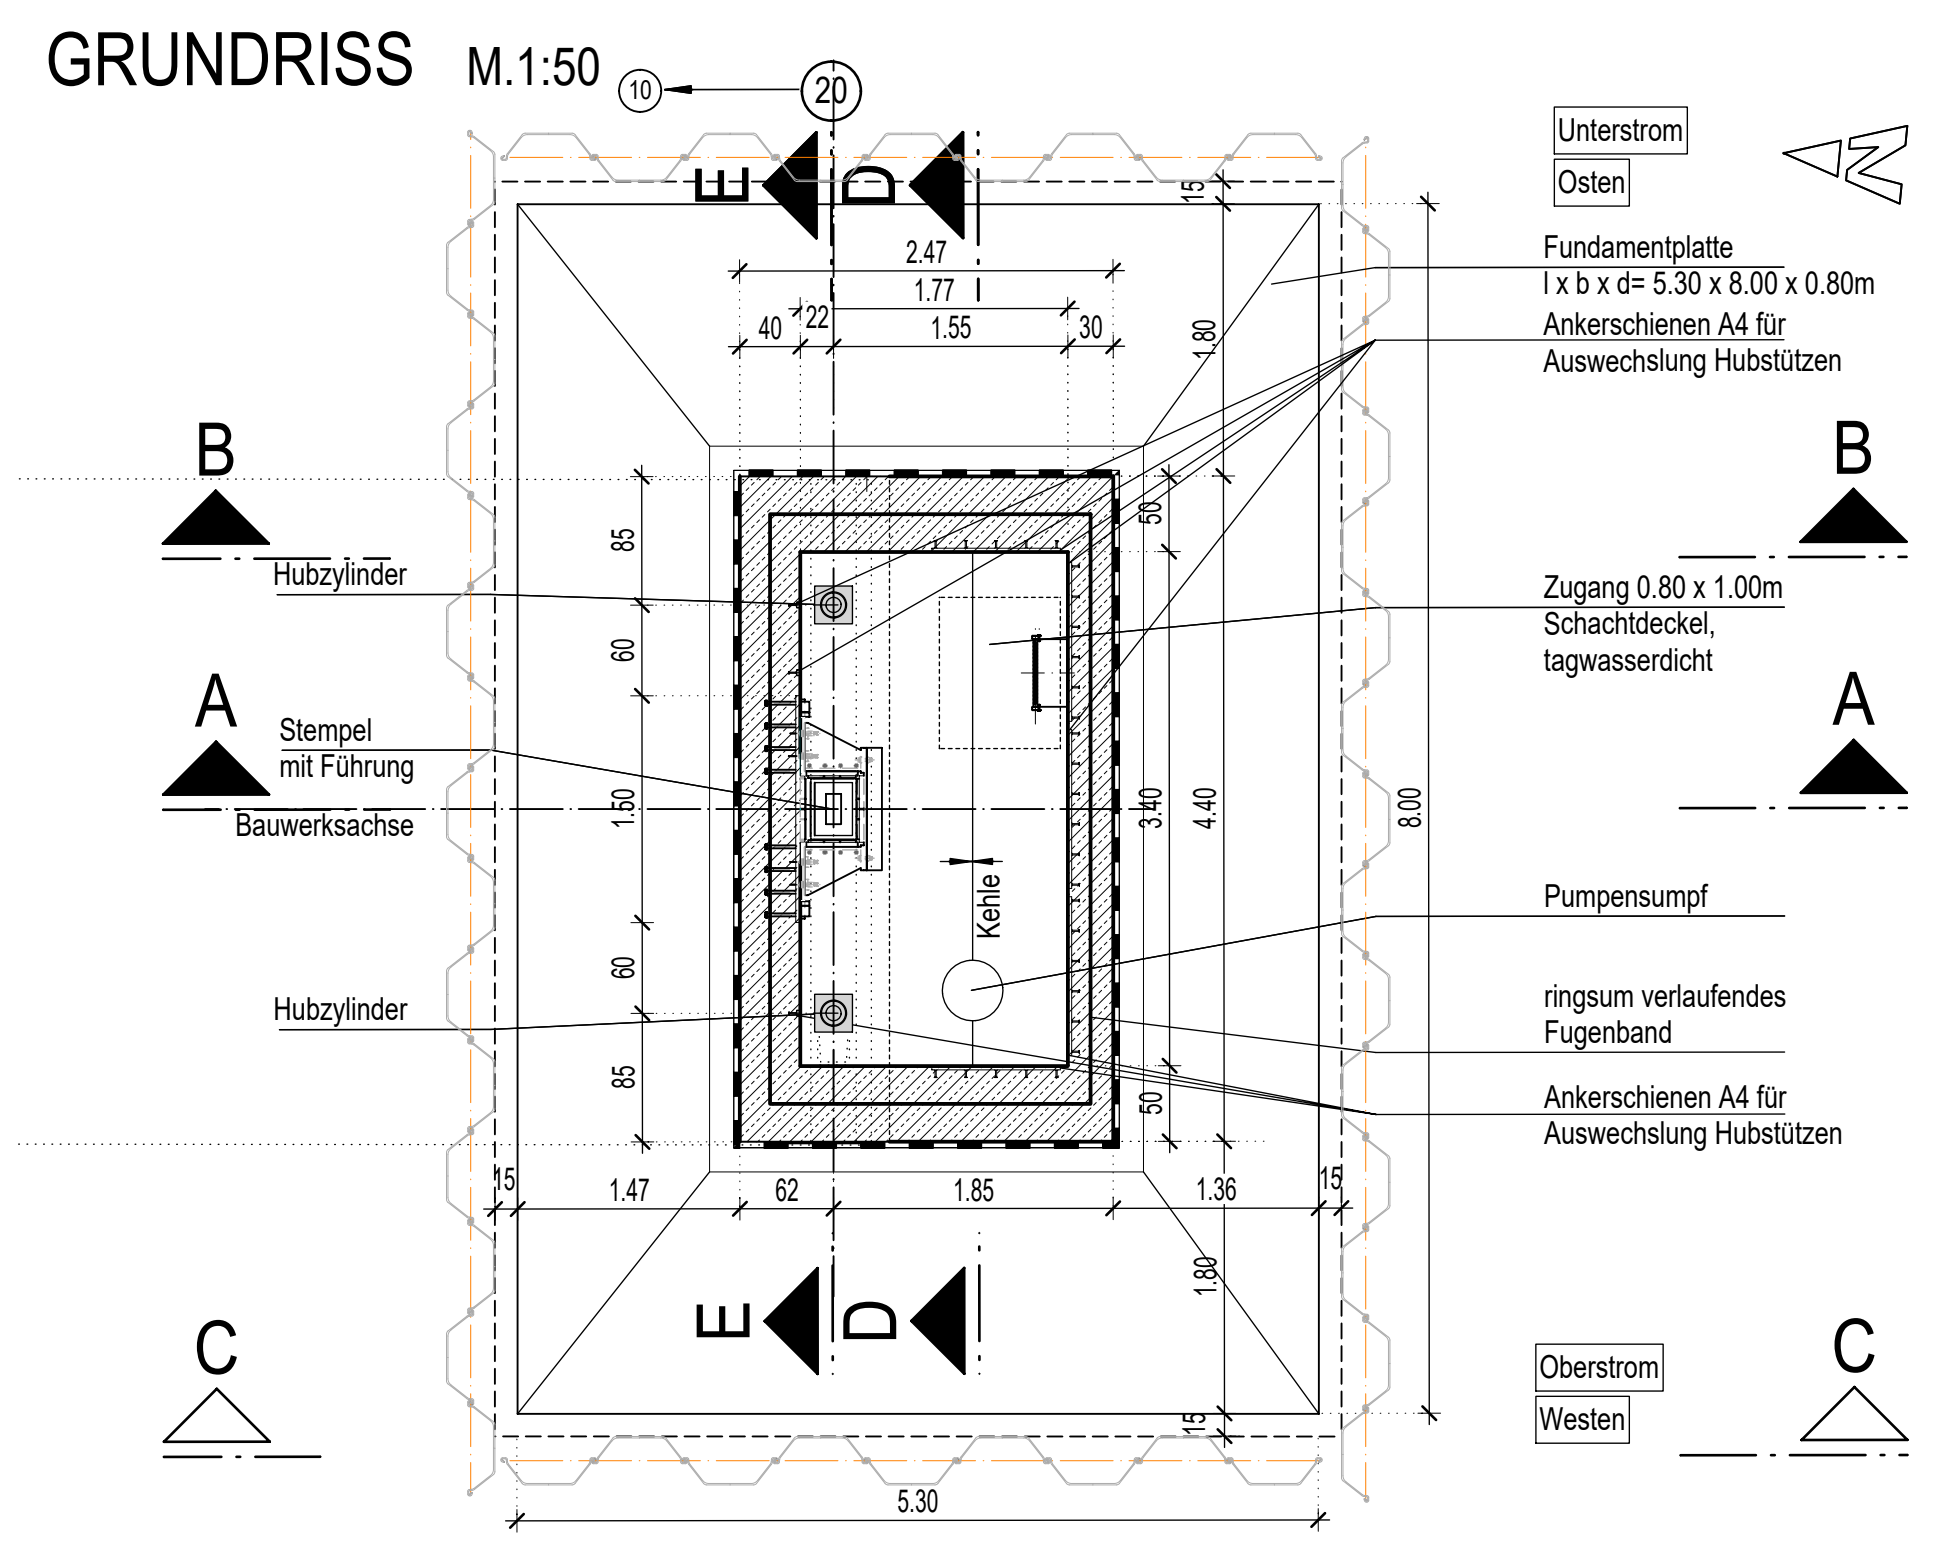 GRUNDRISS M.1:50
10
20
Unterstrom
Osten
N
E
D
15
2.47
Fundamentplatte
l x b x d= 5.30 x 8.00 x 0.80m
1.77
40
22
1.55
30
1.80
Ankerschienen A4 für
Auswechslung Hubstützen
B
B
50
85
Hubzylinder
Zugang 0.80 x 1.00m
Schachtdeckel,
tagwasserdicht
60
A
A
Stempel
mit Führung
1.50
3.40
4.40
8.00
Bauwerksachse
Kehle
Pumpensumpf
60
Hubzylinder
ringsum verlaufendes
Fugenband
85
50
Ankerschienen A4 für
Auswechslung Hubstützen
15
1.47
62
1.85
1.36
15
1.80
E
D
C
C
Oberstrom
Westen
15
5.30